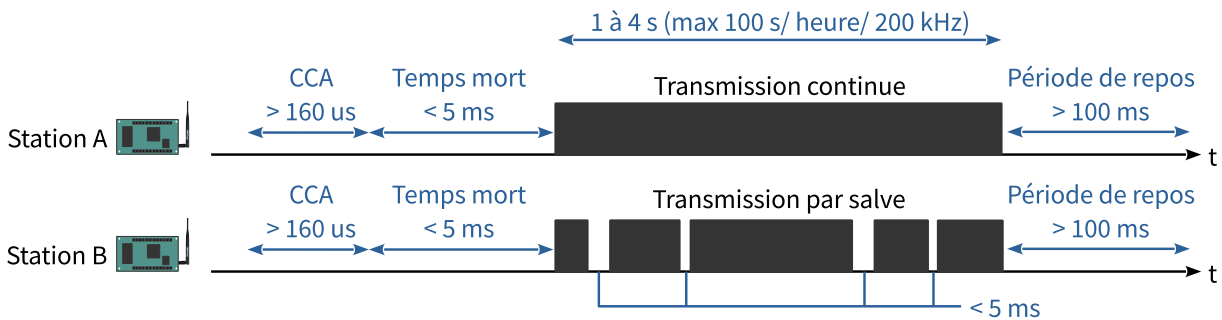 1 à 4 s (max 100 s/ heure/ 200 kHz)
CCA
> 160 us
Temps mort
< 5 ms
Transmission continue
Période de repos
> 100 ms
Station A
t
CCA
> 160 us
Temps mort
< 5 ms
Transmission par salve
Période de repos
> 100 ms
Station B
t
< 5 ms